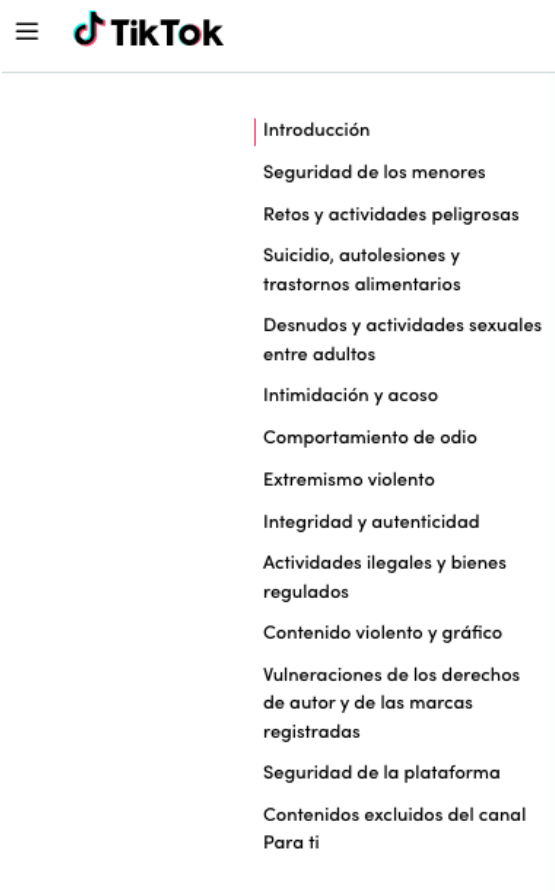 TikTok
Introducción
Seguridad de los menores
Retos y actividades peligrosas
Suicidio, autolesiones y
trastornos alimentarios
Desnudos y actividades sexuales
entre adultos
Intimidación y acoso
Comportamiento de odio
Extremismo violento
Integridad y autenticidad
Actividades ilegales y bienes
regulados
Contenido violento y gráfico
Vulneraciones de los derechos
de autor y de las marcas
registradas
Seguridad de la plataforma
Contenidos excluidos del canal
Para ti